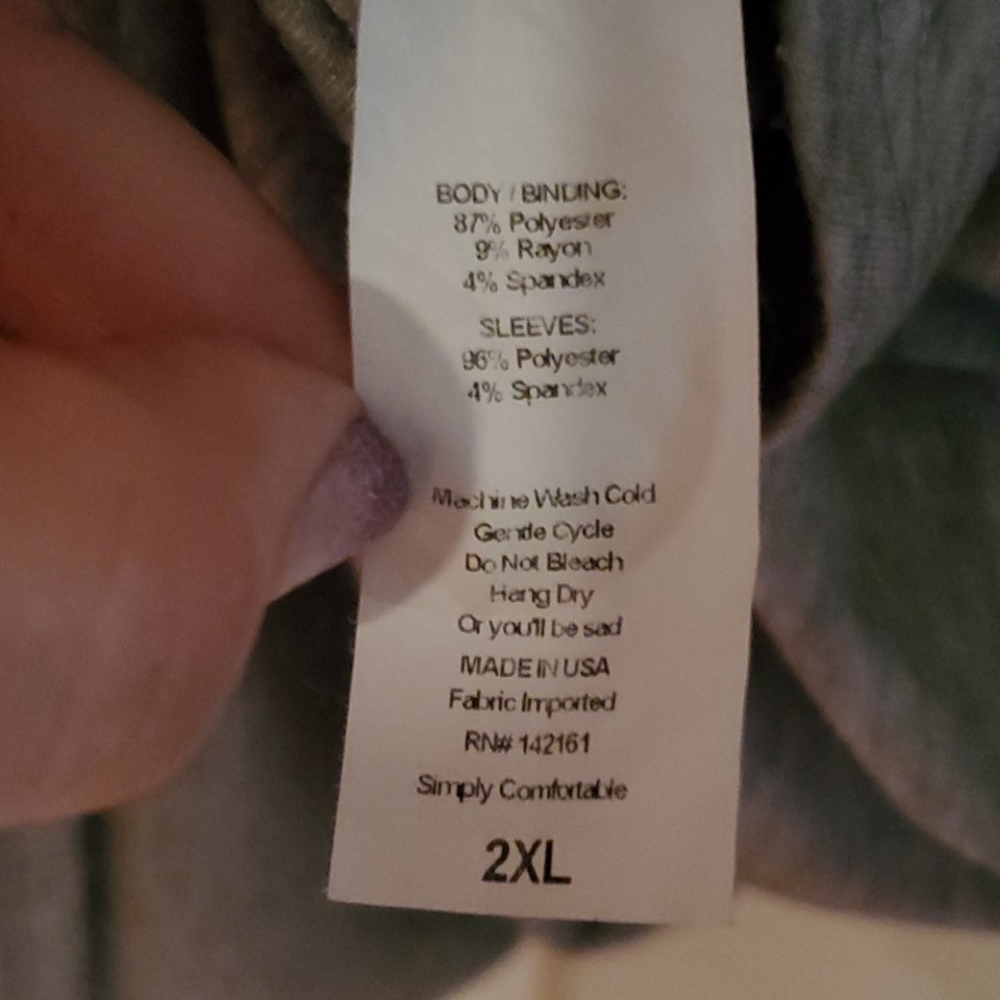 BODY / BINDING:
87% Polyester
9% Rayon
4% Spandex
SLEEVES:
96% Polyester
4% Spandex
Machine Wash Cold
Gentle Cycle
Do Not Bleach
Hang Dry
Or you'll be sad
MADE IN USA
Fabric Imported
RN# 142161
Simply Comfortable
2XL